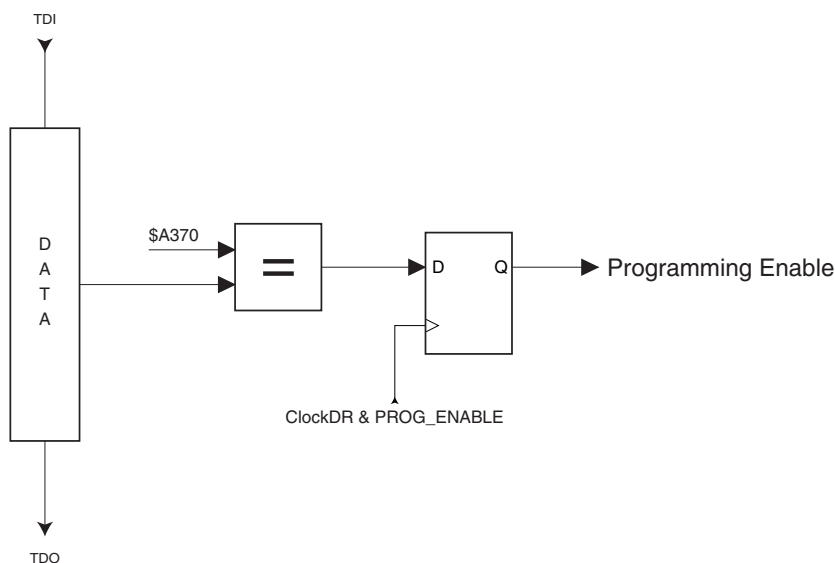 TDI
D
A
T
A
$A370
=
D
Q
Programming Enable
ClockDR & PROG_ENABLE
TDO